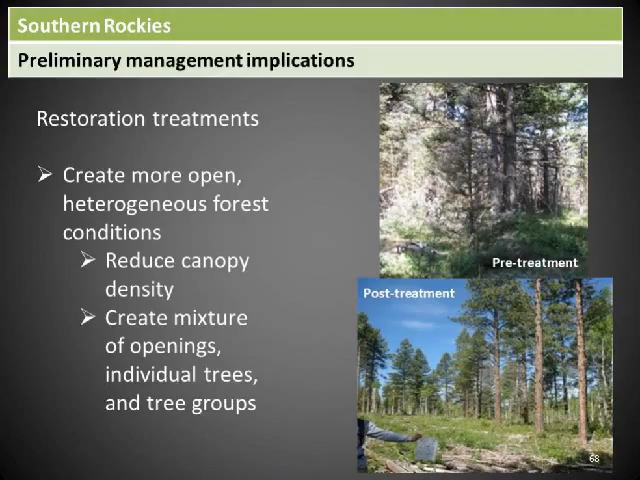 Southern Rockies
Preliminary management implications
Restoration treatments
➤ Create more open,
heterogeneous forest
conditions
➤ Reduce canopy
density
➤ Create mixture
of openings,
individual trees,
and tree groups
Pre-treatment
Post-treatment
68